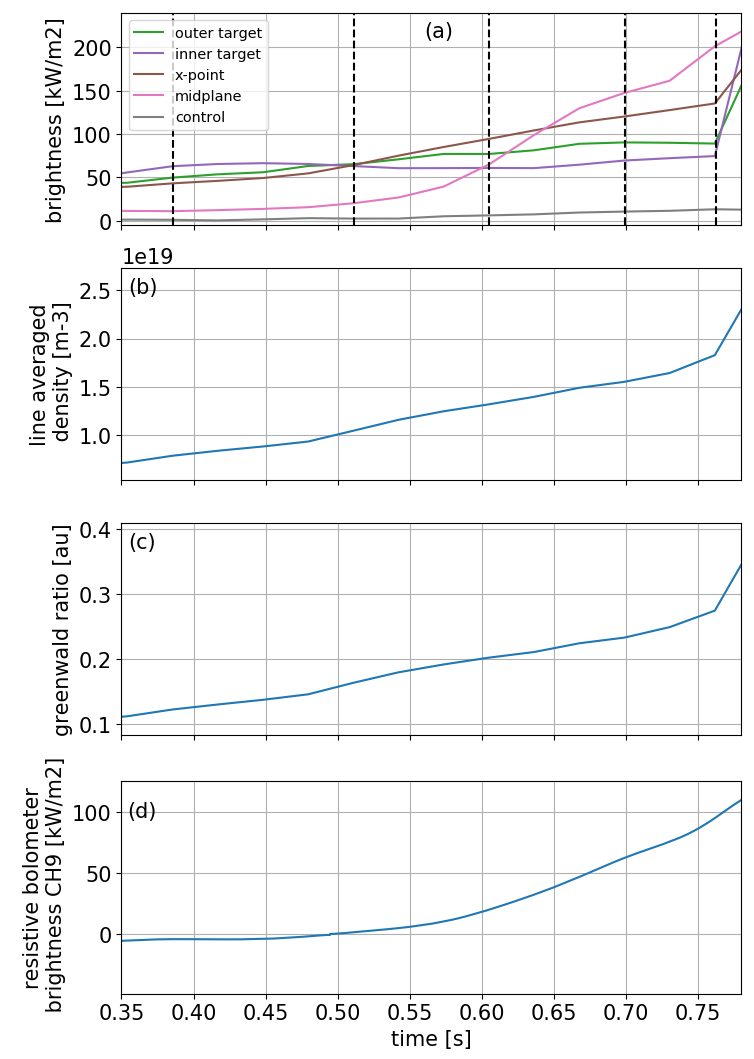 (a)
outer target
inner target
x-point
midplane
control
200
150
100
50
0
brightness [kW/m2]
1e19
(b)
2.5
2.0
1.5
1.0
line averaged
density [m-3]
(c)
0.4
0.3
0.2
0.1
greenwald ratio [au]
(d)
100
50
0
resistive bolometer
brightness CH9 [kW/m2]
0.35 0.40 0.45 0.50 0.55 0.60 0.65 0.70 0.75
time [s]